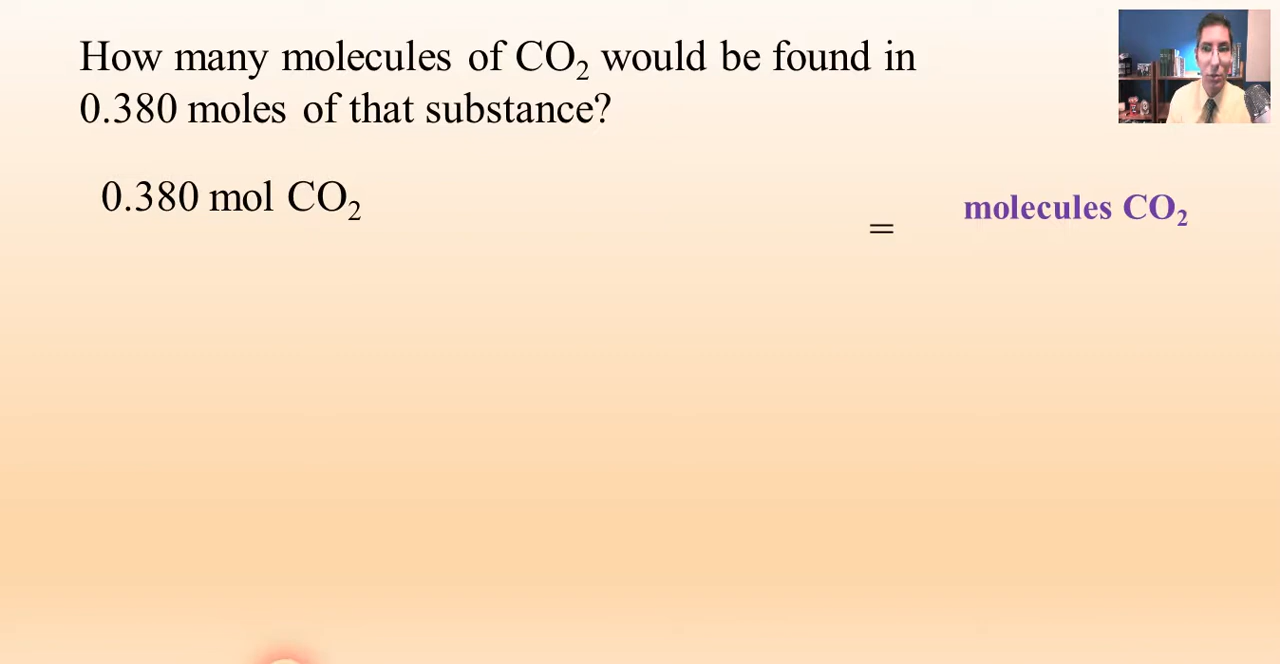 How many molecules of CO₂ would be found in
0.380 moles of that substance?
0.380 mol CO₂
= molecules CO₂